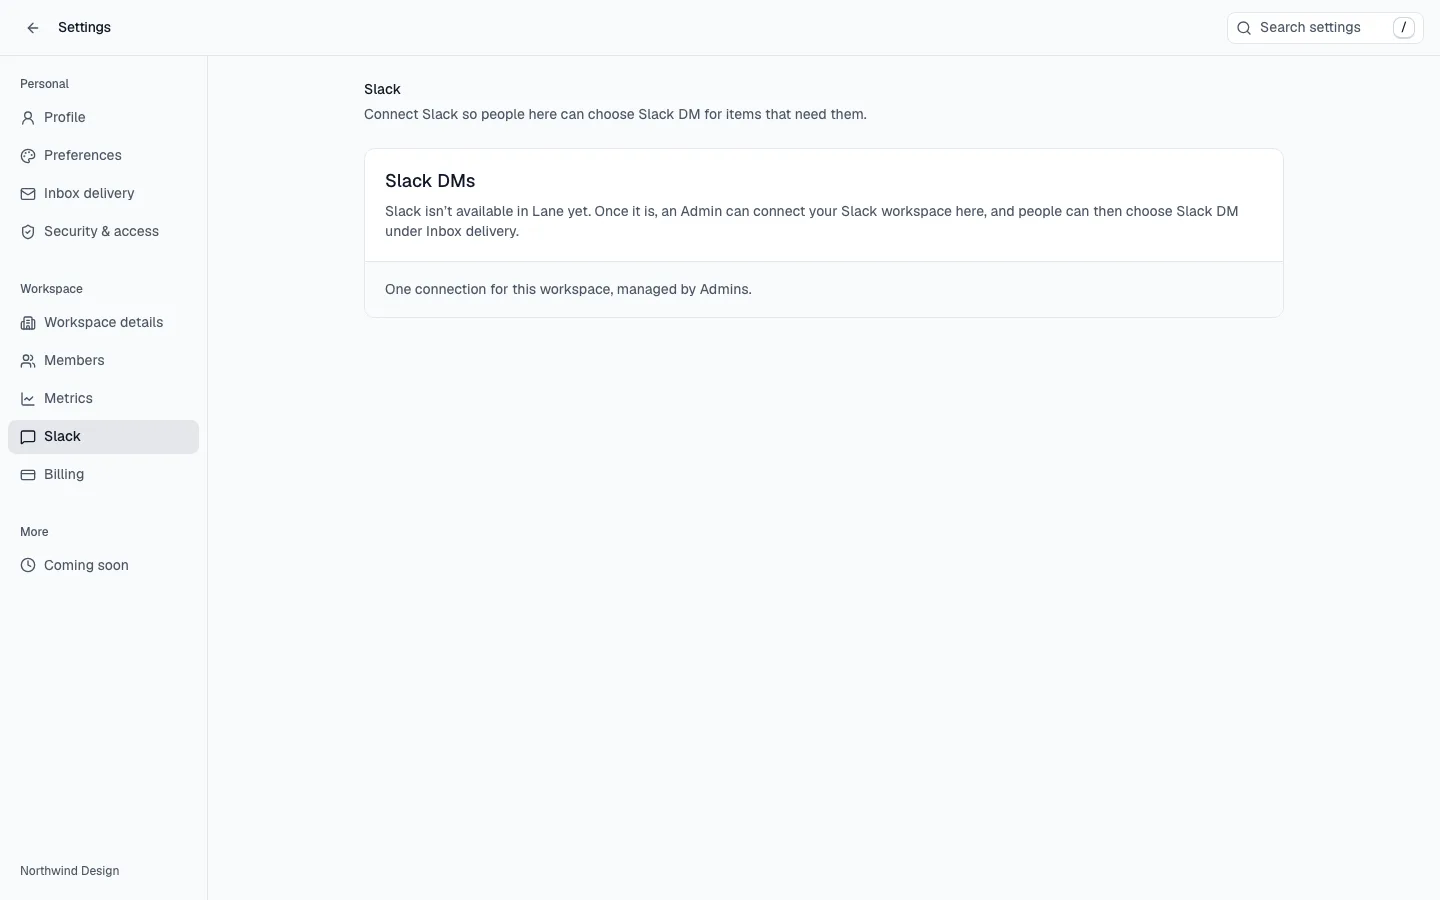 Settings
Search settings
/
Personal
Profile
Preferences
Inbox delivery
Security & access
Workspace
Workspace details
Members
Metrics
Slack
Billing
More
Coming soon
Northwind Design
Slack
Connect Slack so people here can choose Slack DM for items that need them.
Slack DMs
Slack isn’t available in Lane yet. Once it is, an Admin can connect your Slack workspace here, and people can then choose Slack DM
under Inbox delivery.
One connection for this workspace, managed by Admins.